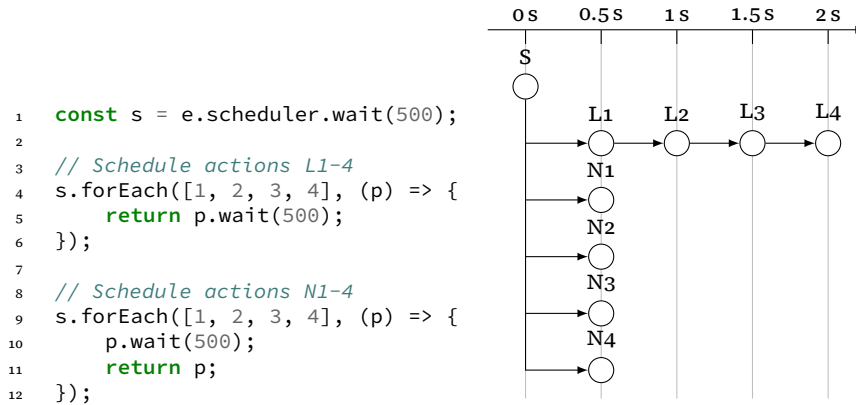 1 const s = e.scheduler.wait(500);
2
3 // Schedule actions L1-4
4 s.forEach([1, 2, 3, 4], (p) => {
5 return p.wait(500);
6 });
7
8 // Schedule actions N1-4
9 s.forEach([1, 2, 3, 4], (p) => {
10 p.wait(500);
11 return p;
12 });
0 s 0.5 s 1 s 1.5 s 2 s
S
L1 L2 L3 L4
N1
N2
N3
N4